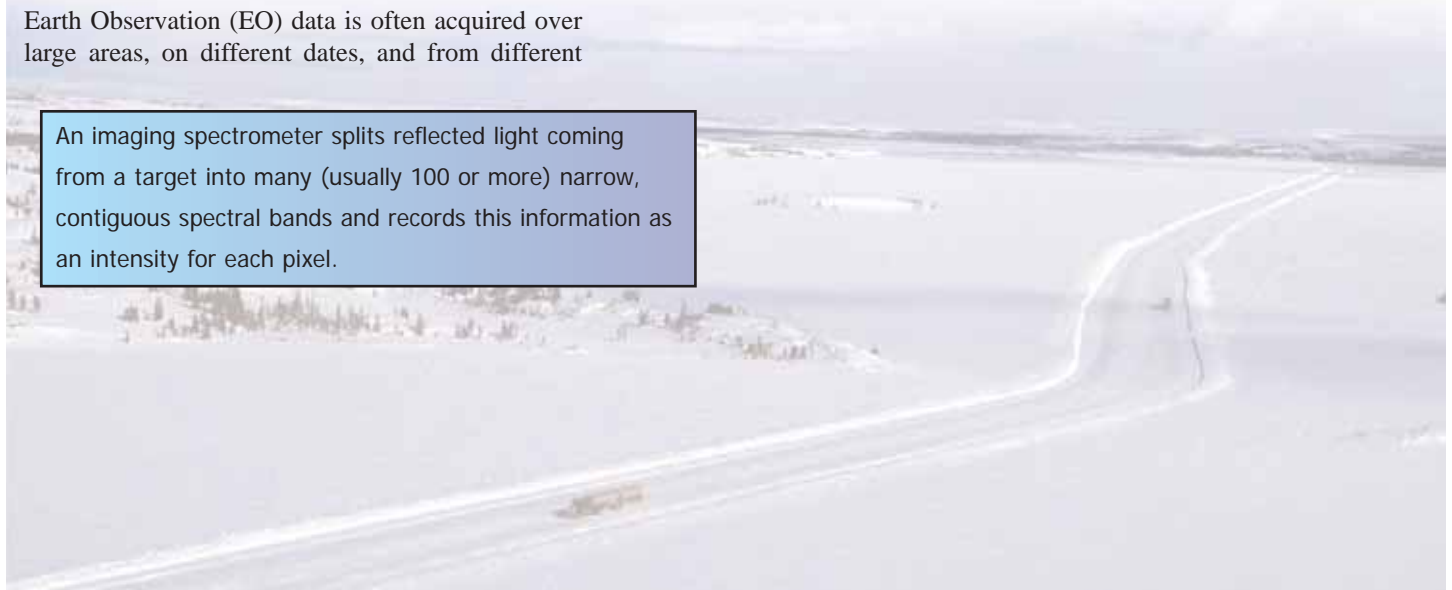 Earth Observation (EO) data is often acquired over
large areas, on different dates, and from different
An imaging spectrometer splits reflected light coming
from a target into many (usually 100 or more) narrow,
contiguous spectral bands and records this information as
an intensity for each pixel.